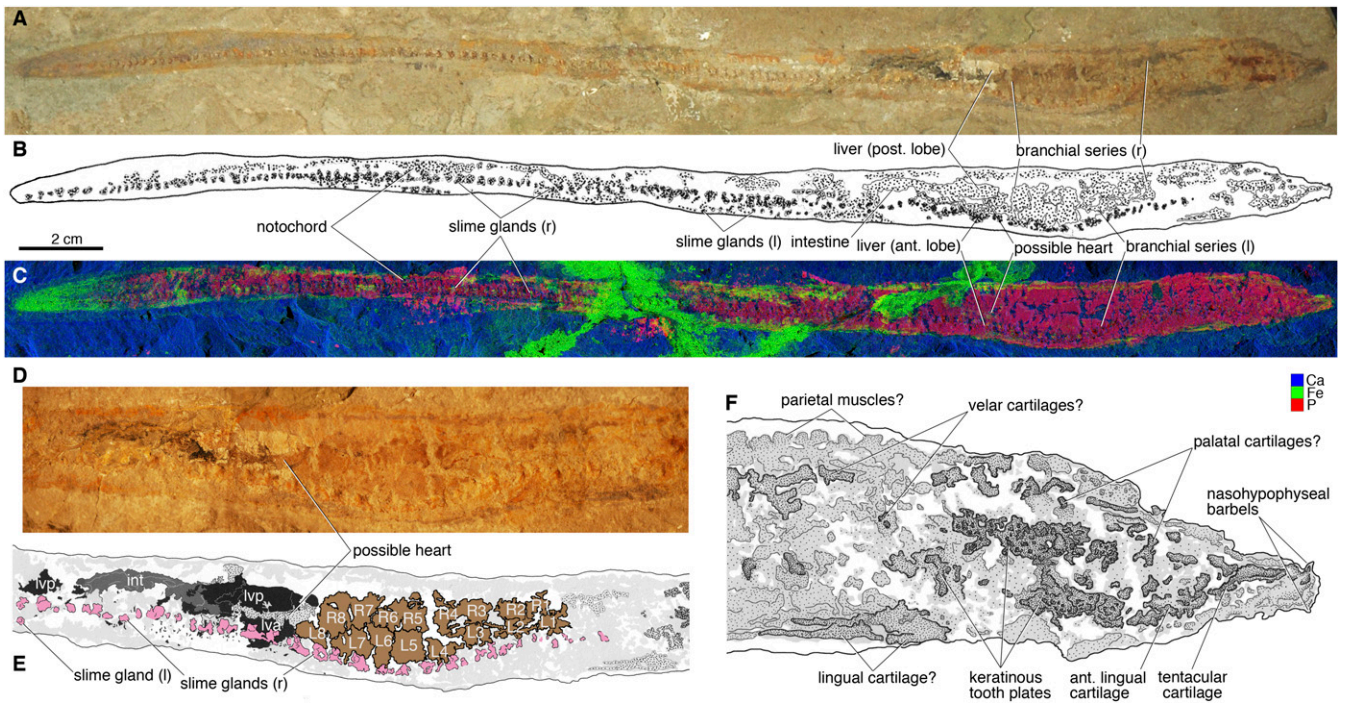 A
B
liver (post. lobe)
branchial series (r)
notochord
slime glands (r)
slime glands (l)
intestine
liver (ant. lobe)
possible heart
branchial series (l)
2 cm
C
Ca
Fe
P
D
possible heart
E
lvp
int
lvp
lva
R8
R7
R6
R5
R4
R3
R2
R1
L8
L7
L6
L5
L4
L3
L2
L1
slime gland (l)
slime glands (r)
F
parietal muscles?
velar cartilages?
palatal cartilages?
nasohypophyseal
barbels
lingual cartilage?
keratinous
tooth plates
ant. lingual
cartilage
tentacular
cartilage